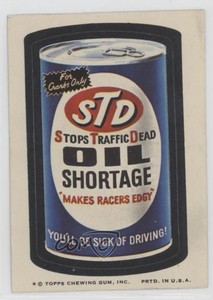 For
Cranks Only
STD
STOPS TRAFFIC DEAD
OIL
SHORTAGE
"MAKES RACERS EDGY"
YOU'LL BE SICK OF DRIVING!
* © TOPPS CHEWING GUM, INC. PRTD. IN U.S.A.